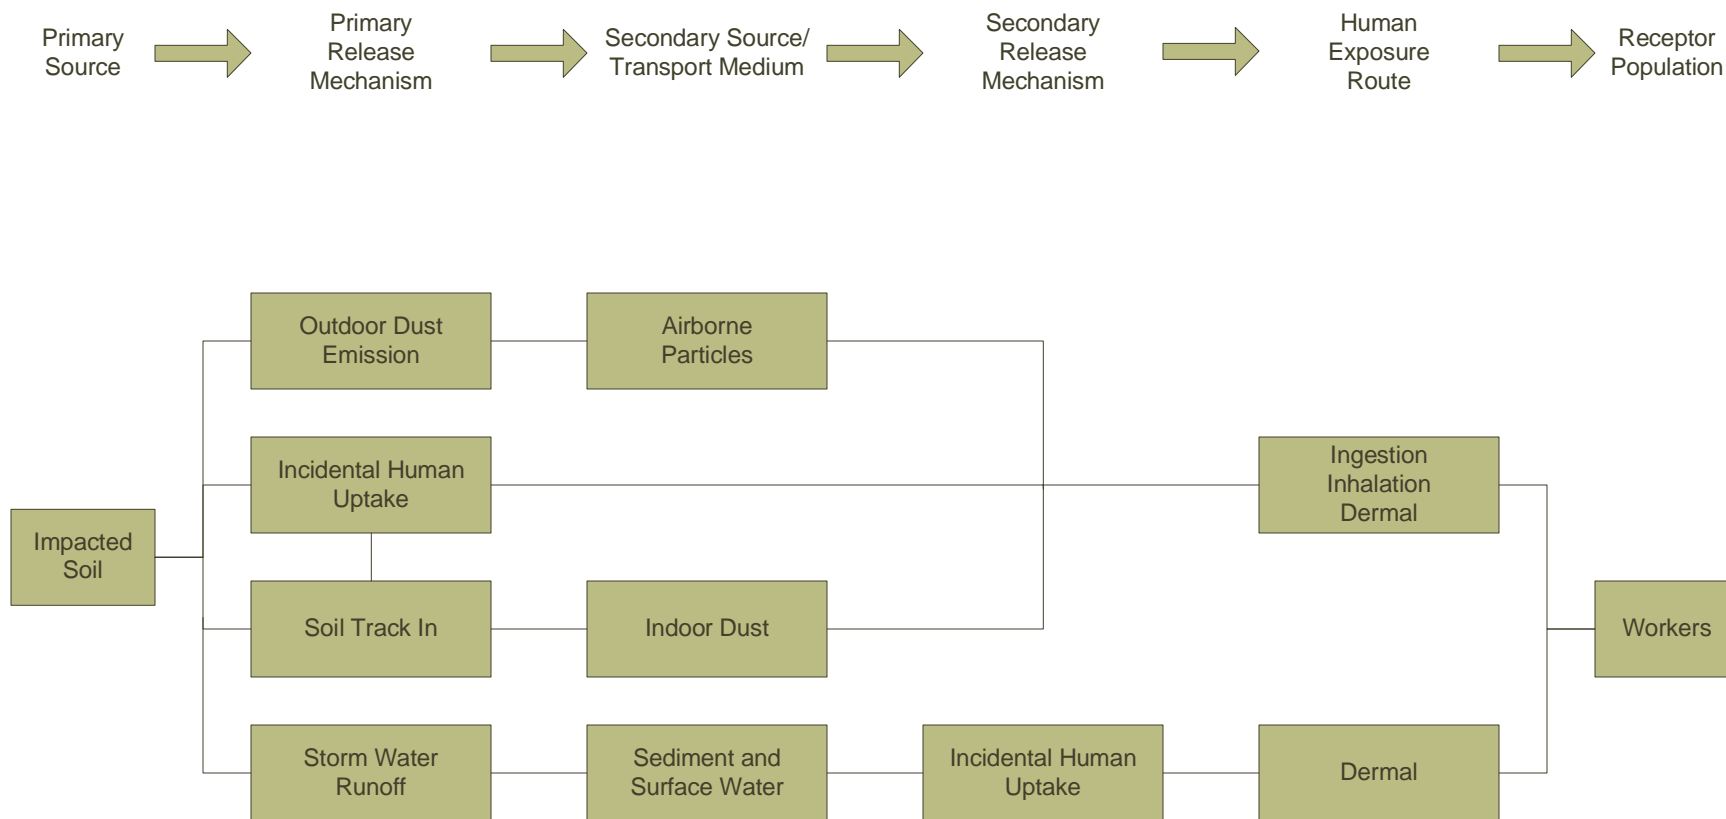 Primary
Source
Primary
Release
Mechanism
Secondary Source/
Transport Medium
Secondary
Release
Mechanism
Human
Exposure
Route
Receptor
Population
Outdoor Dust
Emission
Airborne
Particles
Incidental Human
Uptake
Ingestion
Inhalation
Dermal
Impacted
Soil
Soil Track In
Indoor Dust
Workers
Storm Water
Runoff
Sediment and
Surface Water
Incidental Human
Uptake
Dermal